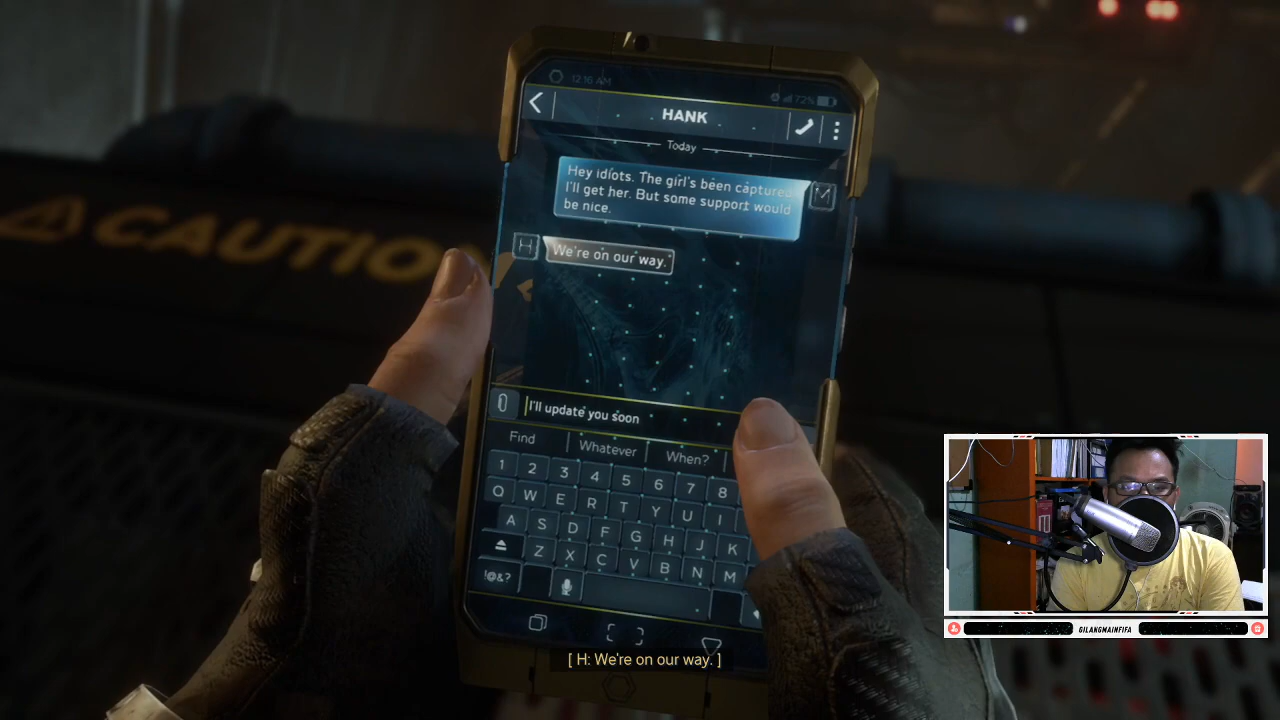 12:16 AM
72%
HANK
Today
Hey idiots. The girl's been captured
I'll get her. But some support would
be nice.
H
We're on our way.
CAUTION
I'll update you soon
Find Whatever When?
1 2 3 4 5 6 7 8
Q W E R T Y U I
A S D F G H J K
Z X C V B N M
!@&?
[ H: We're on our way. ]
GILANGMAINFIFA